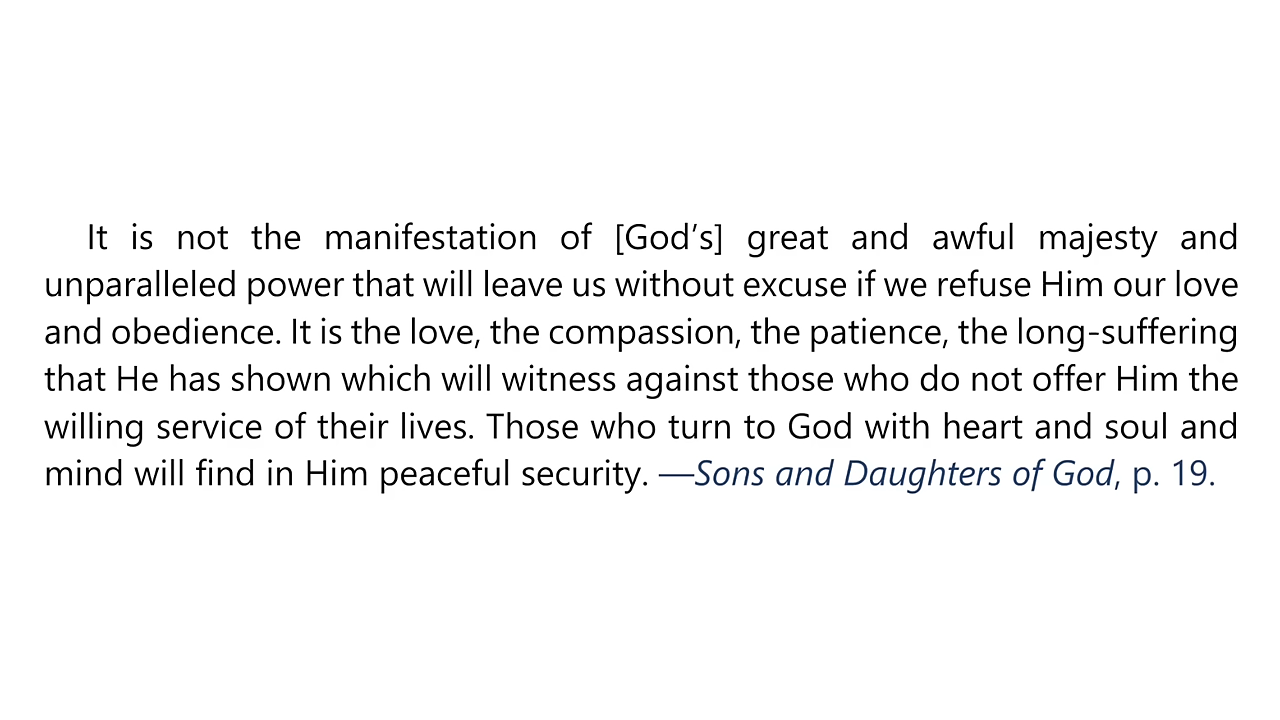 It is not the manifestation of [God’s] great and awful majesty and
unparalleled power that will leave us without excuse if we refuse Him our love
and obedience. It is the love, the compassion, the patience, the long-suffering
that He has shown which will witness against those who do not offer Him the
willing service of their lives. Those who turn to God with heart and soul and
mind will find in Him peaceful security. —Sons and Daughters of God, p. 19.